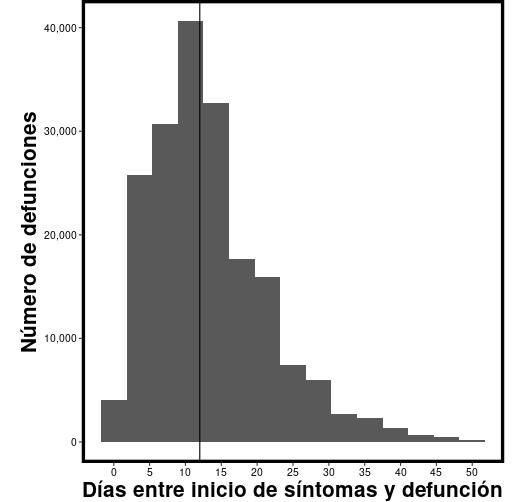 Número de defunciones
40,000
30,000
20,000
10,000
0
0 5 10 15 20 25 30 35 40 45 50
Días entre inicio de síntomas y defunción